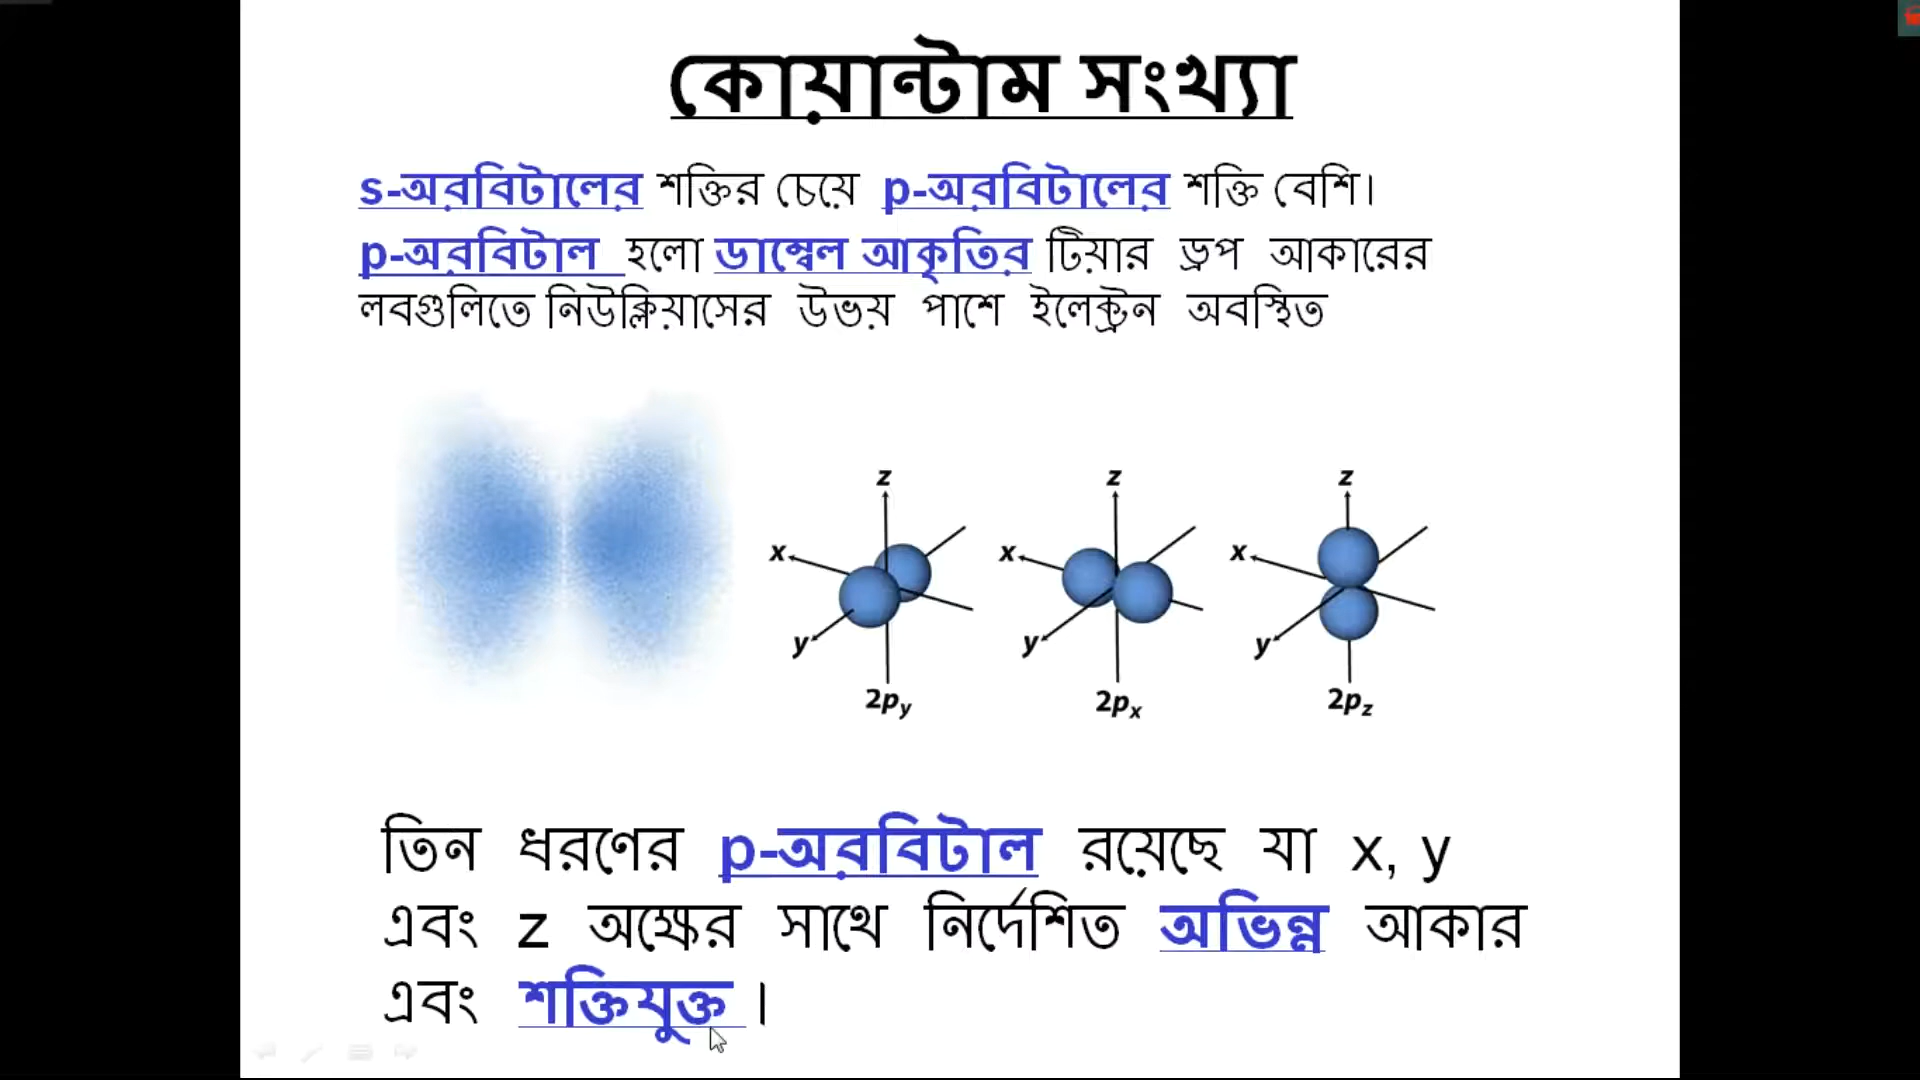 কোয়ান্টাম সংখ্যা
s-অরবিটালের শক্তির চেয়ে p-অরবিটালের শক্তি বেশি।
p-অরবিটাল হলো ডাম্বেল আকৃতির টিয়ার ড্রপ আকারের
লবগুলিতে নিউক্লিয়াসের উভয় পাশে ইলেক্ট্রন অবস্থিত
z z z
x x x
y y y
2py 2px 2pz
তিন ধরণের p-অরবিটাল রয়েছে যা x, y
এবং z অক্ষের সাথে নির্দেশিত অভিন্ন আকার
এবং শক্তিযুক্ত ।